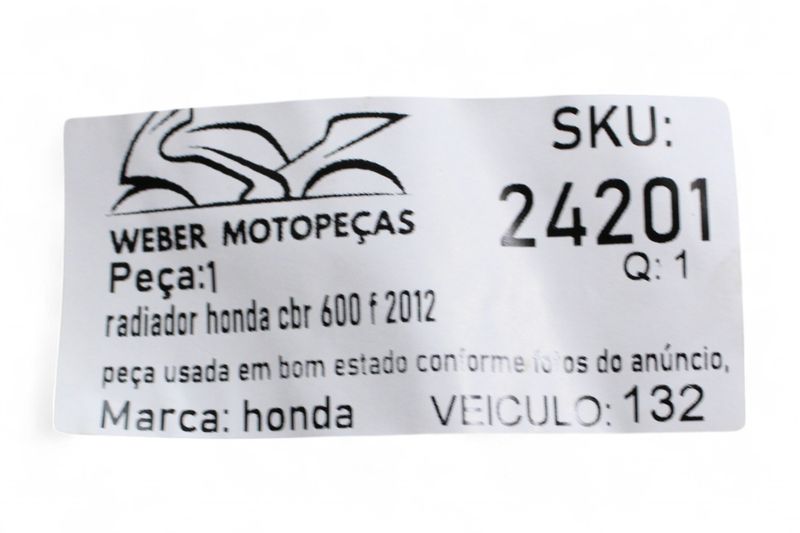 SKU:
24201
Q: 1
WEBER MOTOPEÇAS
Peça:1
radiador honda cbr 600 f 2012
peça usada em bom estado conforme fotos do anúncio,
Marca: honda VEICULO: 132